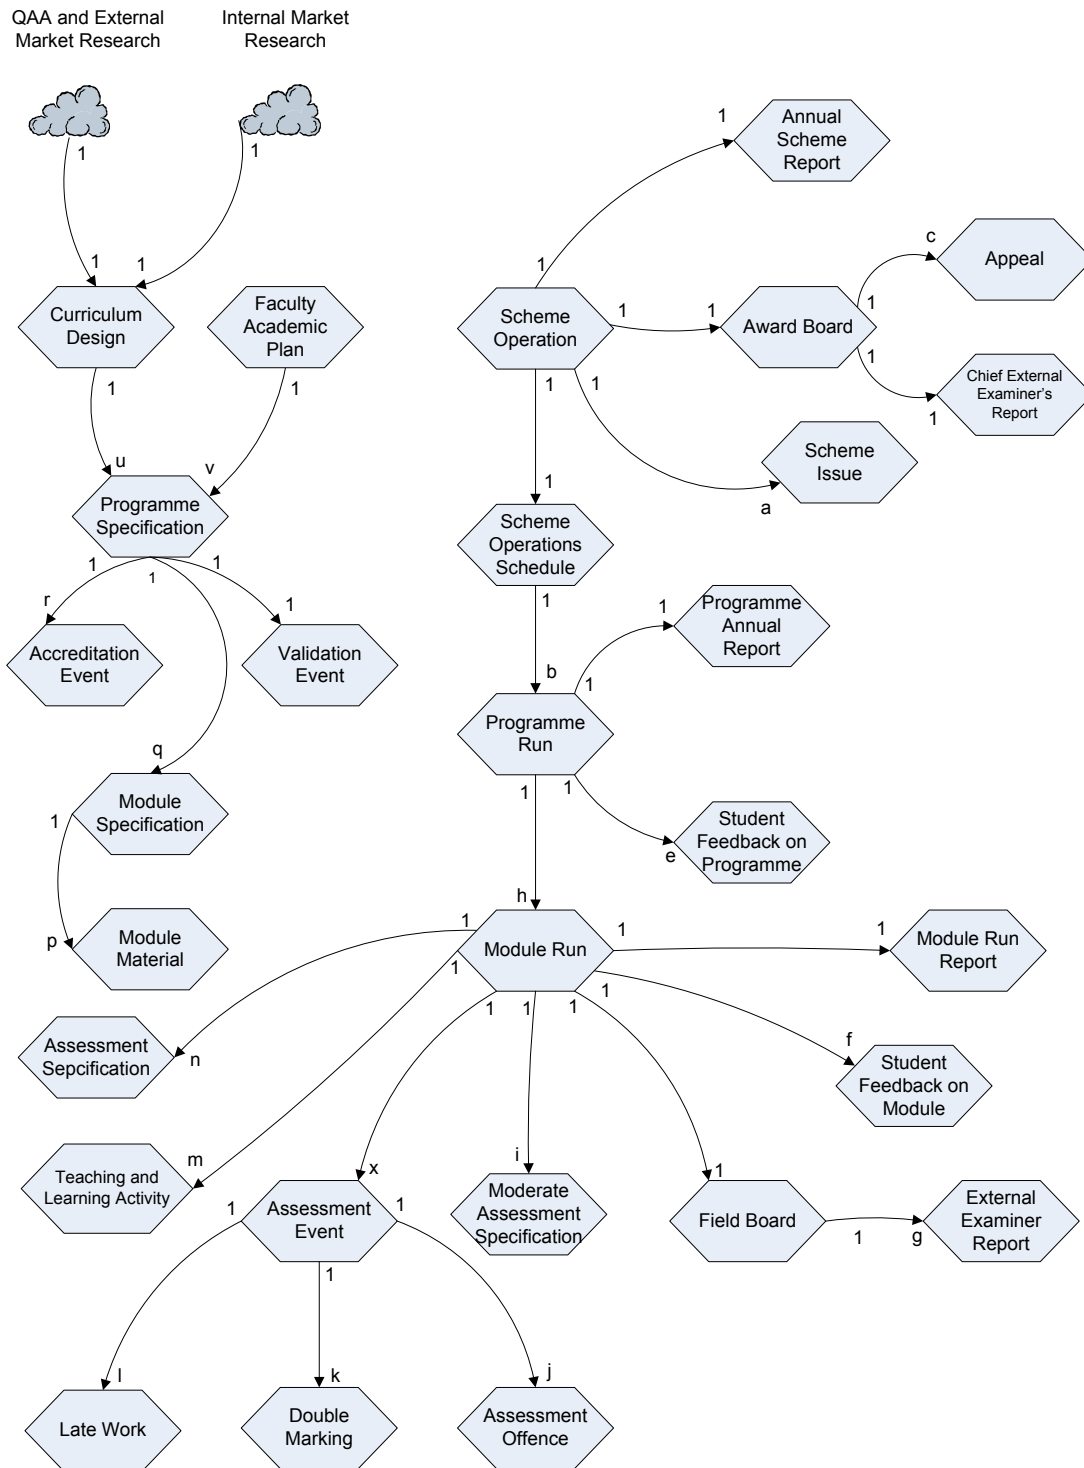 QAA and External
Market Research
Internal Market
Research
1
1
1
1
Curriculum
Design
Faculty
Academic
Plan
1
1
u
v
Programme
Specification
1
1
1
r
1
Accreditation
Event
Validation
Event
q
Module
Specification
1
p
Module
Material
1
Annual
Scheme
Report
1
Scheme
Operation
1
1
Award Board
c
Appeal
1
1
Chief External
Examiner's
Report
1
1
1
Scheme
Issue
a
1
Scheme
Operations
Schedule
1
b
Programme
Run
1
Programme
Annual
Report
1
1
1
Student
Feedback on
Programme
e
h
Module Run
1
1
1
1
Module Run
Report
1
1
1
1
n
Assessment
Sepcification
f
Student
Feedback on
Module
m
Teaching and
Learning Activity
x
Assessment
Event
i
Moderate
Assessment
Specification
1
Field Board
1
g
External
Examiner
Report
1
1
1
l
k
j
Late Work
Double
Marking
Assessment
Offence